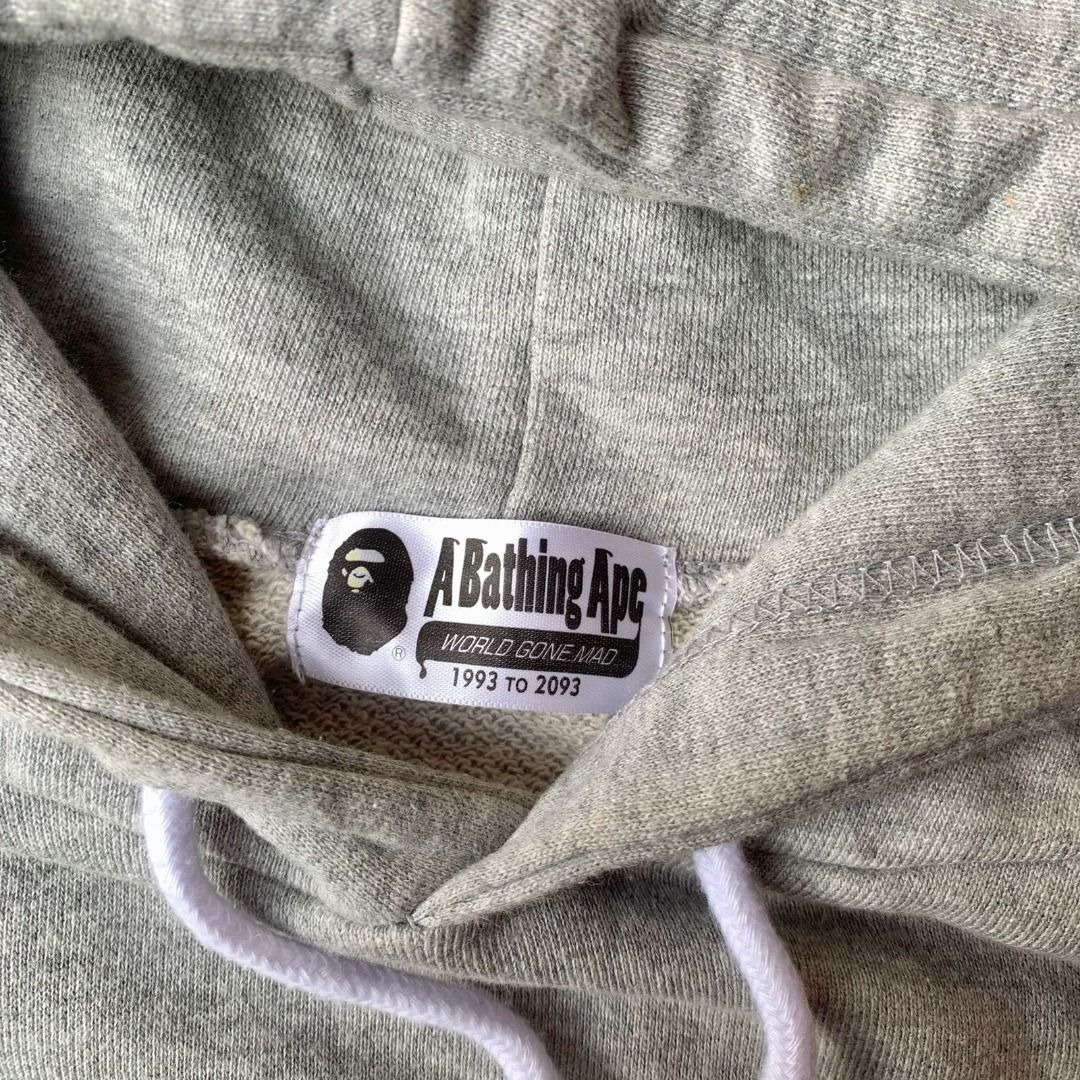 A Bathing Ape
WORLD GONE MAD
®
1993 TO 2093